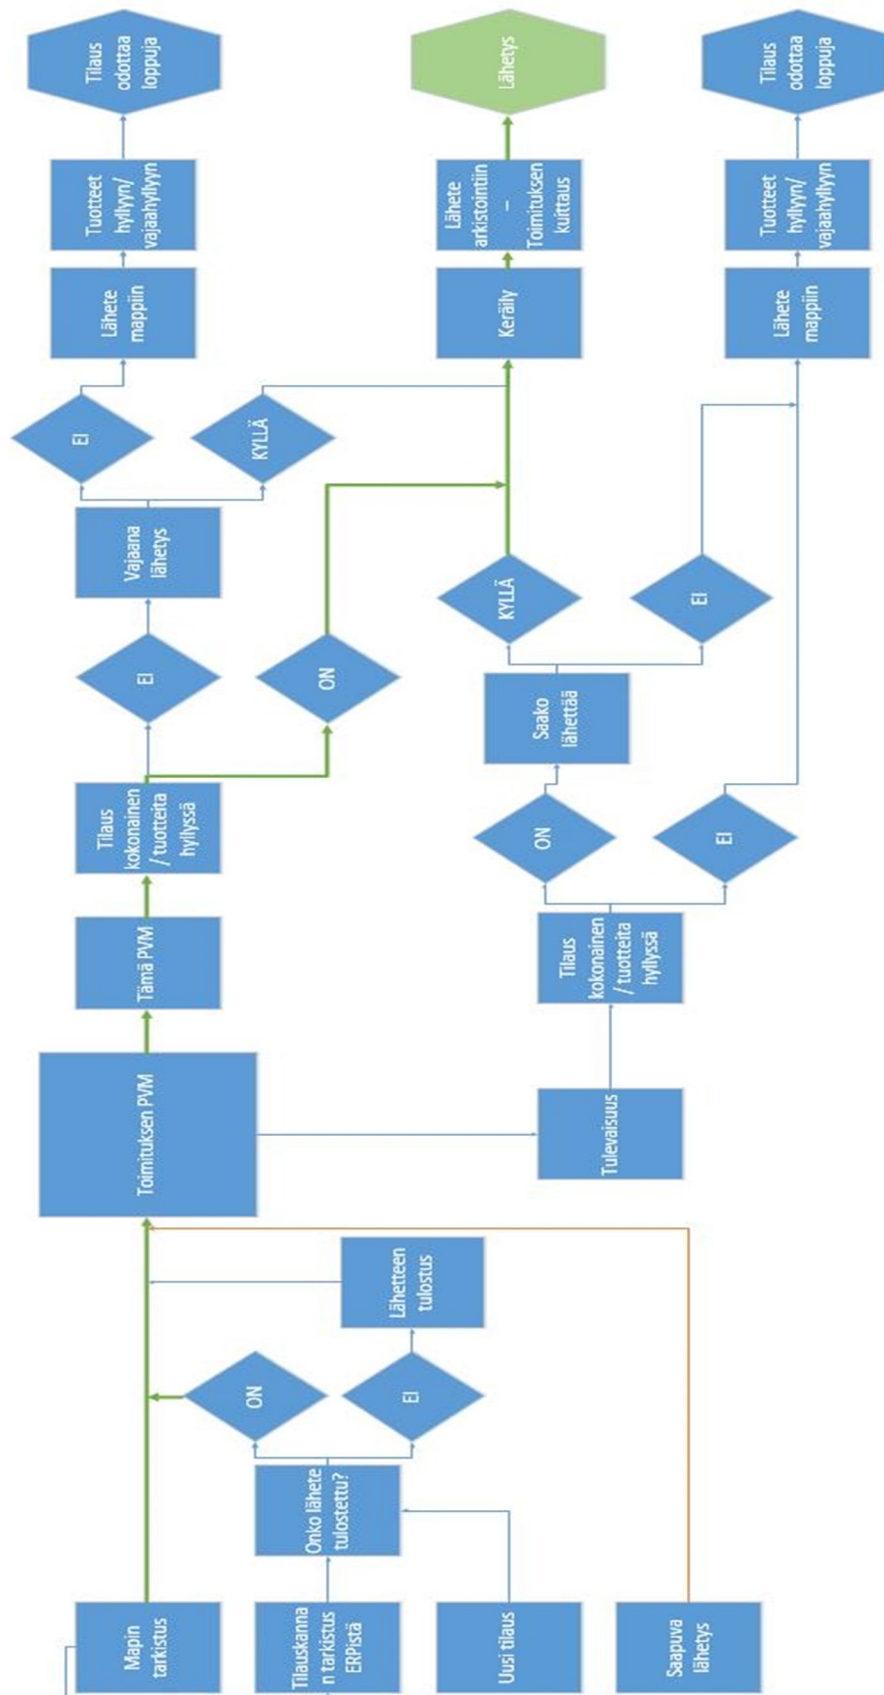 Mapin
tarkistus
Toimituksen PVM
Tämä PVM
Tilaus
kokonainen
/ tuotteita
hyllyssä
EI
Vajaana
lähetys
EI
Lähete
mappiin
Tuotteet
hyllyyn/
vajaahyllyyn
Tilaus
odottaa
loppuja
Tilauskanna
n tarkistus
ERPistä
Onko lähete
tulostettu?
ON
EI
Lähetteen
tulostus
ON
KYLLÄ
Uusi tilaus
Tulevaisuus
Tilaus
kokonainen
/ tuotteita
hyllyssä
ON
Saako
lähettää
KYLLÄ
Keräily
Lähete
arkistointiin
–
Toimituksen
kuittaus
Lähetys
Saapuva
lähetys
EI
EI
Lähete
mappiin
Tuotteet
hyllyyn/
vajaahyllyyn
Tilaus
odottaa
loppuja